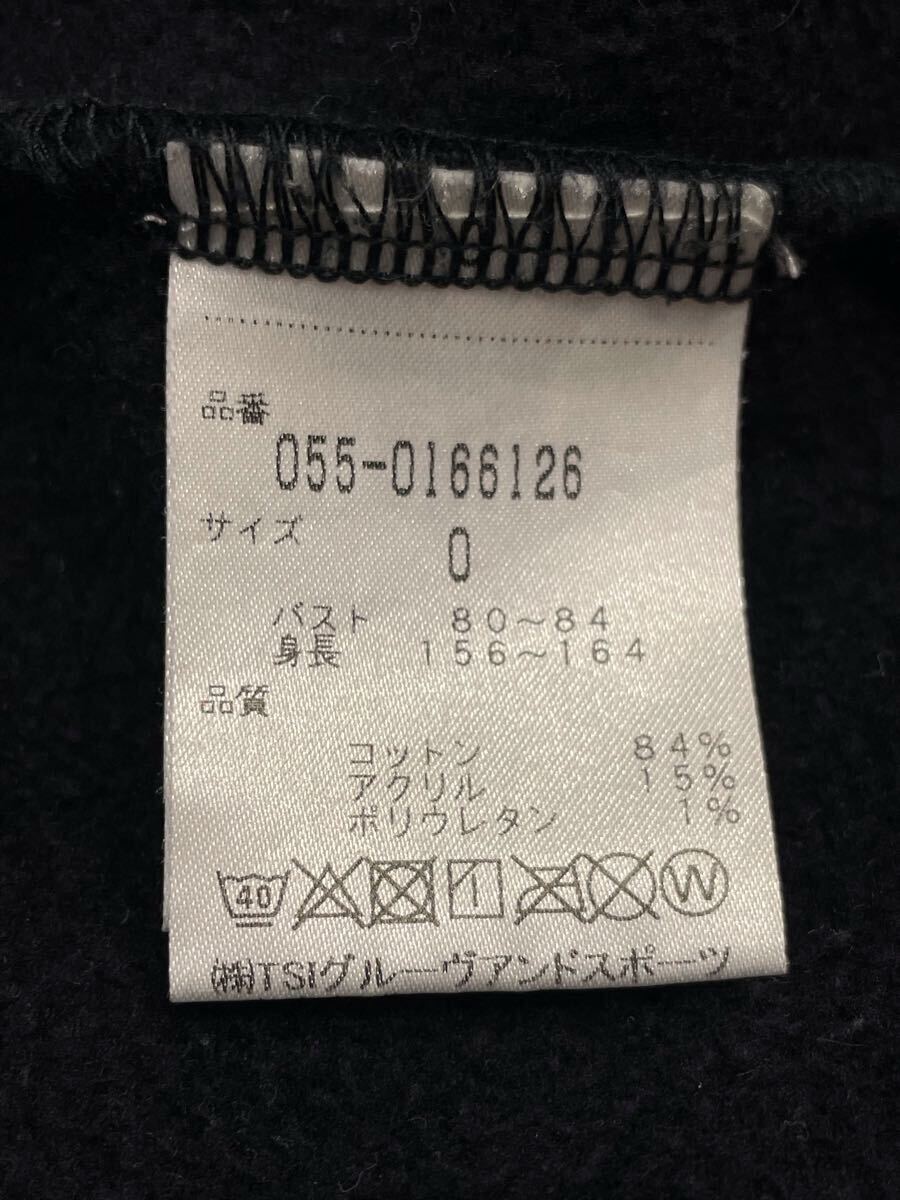 品番
055-0166126
サイズ
0
バスト 80～84
身長 156～164
品質
コットン 84%
アクリル 15%
ポリウレタン 1%
40 W
㈱TSIグルーヴアンドスポーツ